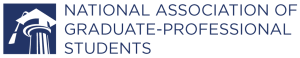 NATIONAL ASSOCIATION OF
GRADUATE-PROFESSIONAL
STUDENTS